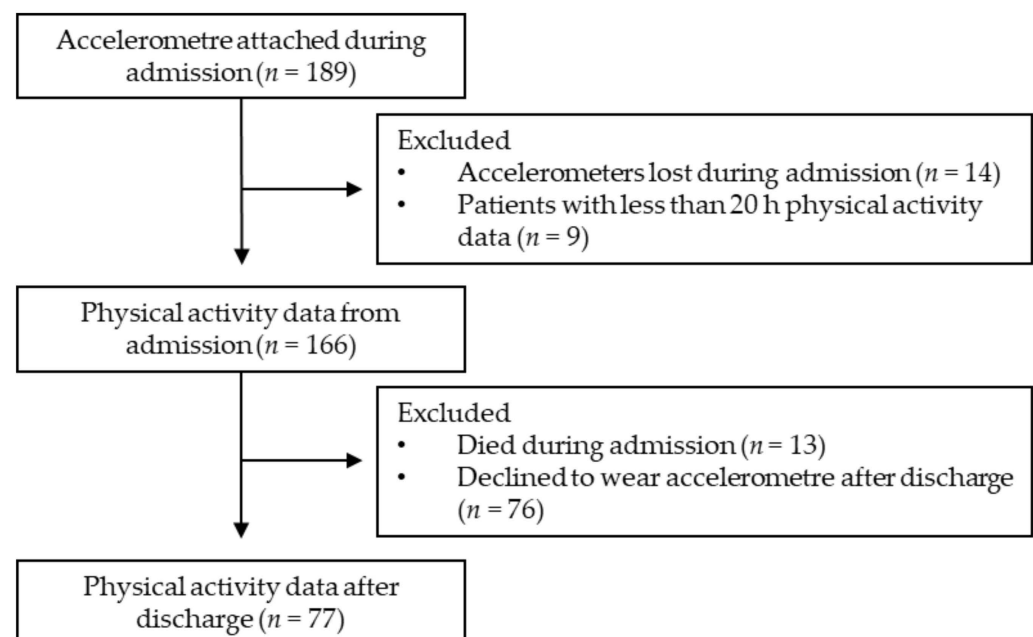 Accelerometre attached during
admission (n = 189)
Excluded
• Accelerometers lost during admission (n = 14)
• Patients with less than 20 h physical activity
data (n = 9)
Physical activity data from
admission (n = 166)
Excluded
• Died during admission (n = 13)
• Declined to wear accelerometre after discharge
(n = 76)
Physical activity data after
discharge (n = 77)